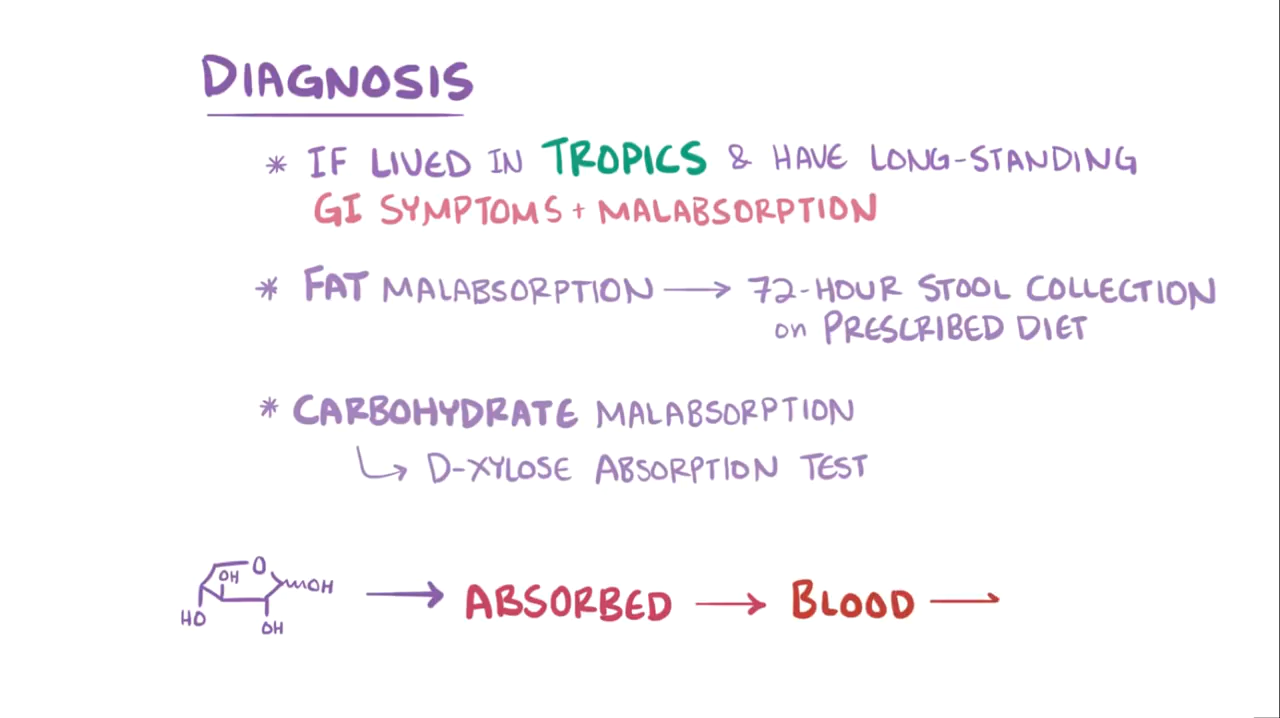 DIAGNOSIS
* IF LIVED IN TROPICS & HAVE LONG-STANDING
GI SYMPTOMS + MALABSORPTION
* FAT MALABSORPTION → 72-HOUR STOOL COLLECTION
on PRESCRIBED DIET
* CARBOHYDRATE MALABSORPTION
↳ D-XYLOSE ABSORPTION TEST
O
OH
OH
HO
OH
→ ABSORBED → BLOOD →